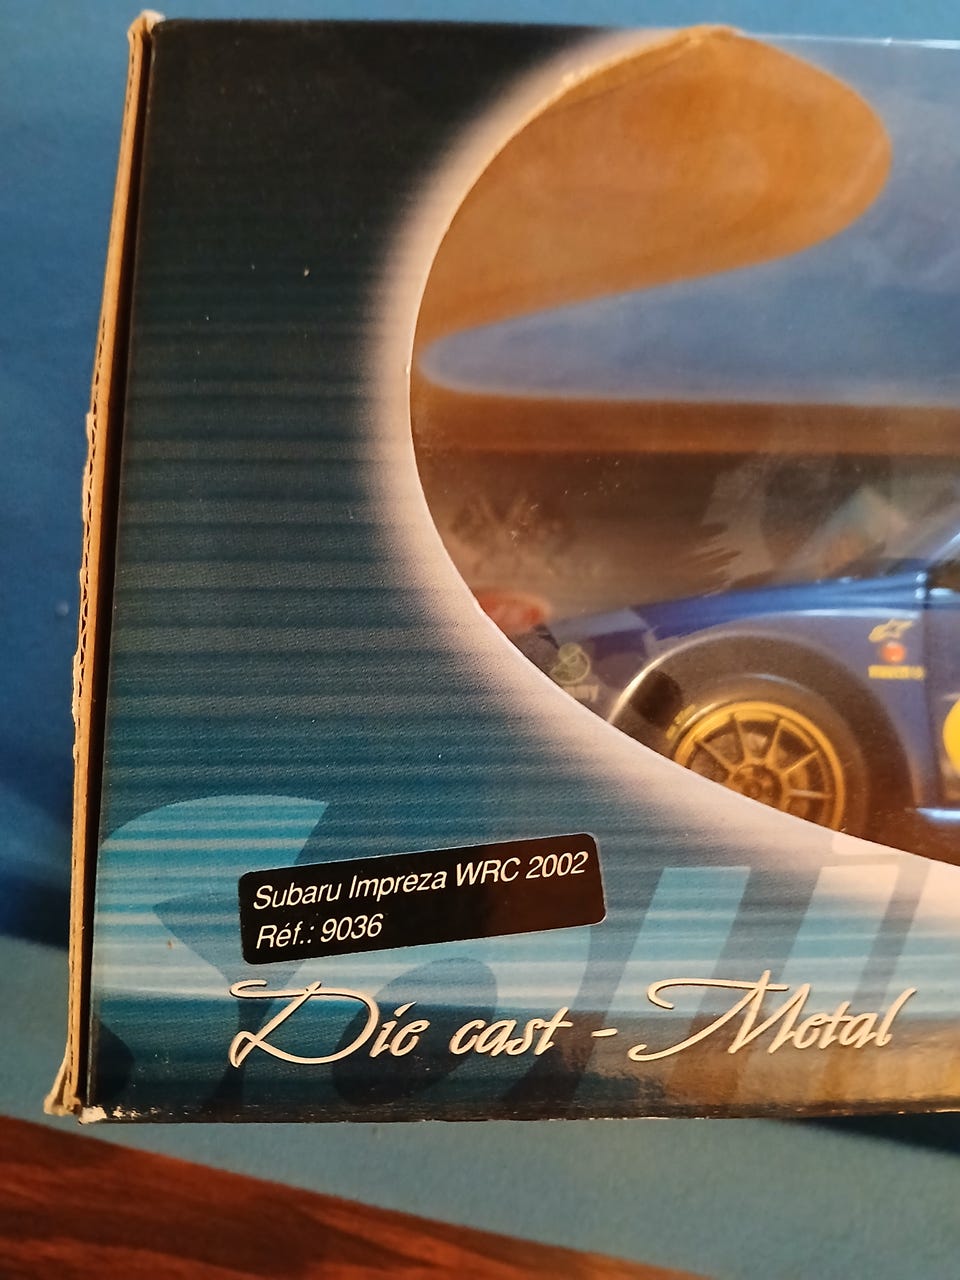 Subaru Impreza WRC 2002
Réf.: 9036
Die cast - Metal